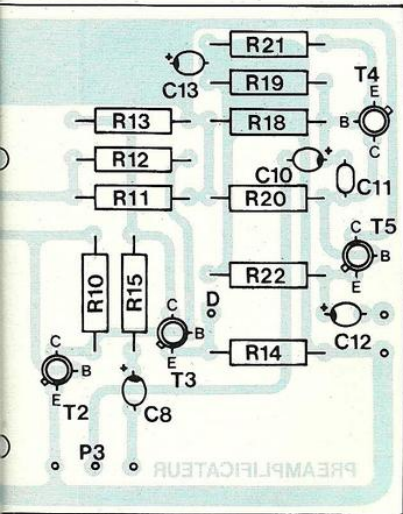 R21
T4
E
R19
C13
B
R13
R18
C
R12
C10
C11
R11
R20
T5
C
B
R10
R15
R22
E
D
C
B
C12
R14
C
E
T3
B
E
T2
C8
P3
PREAMPLIFICATEUR